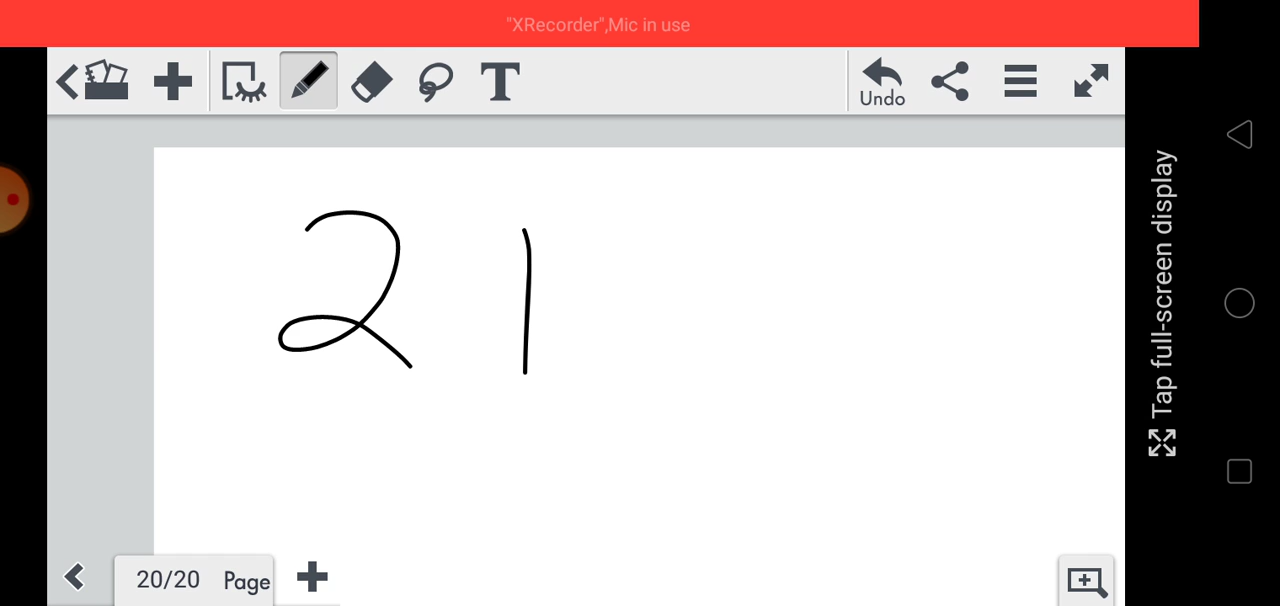 "XRecorder",Mic in use
Undo
2 1
Tap full-screen display
20/20 Page